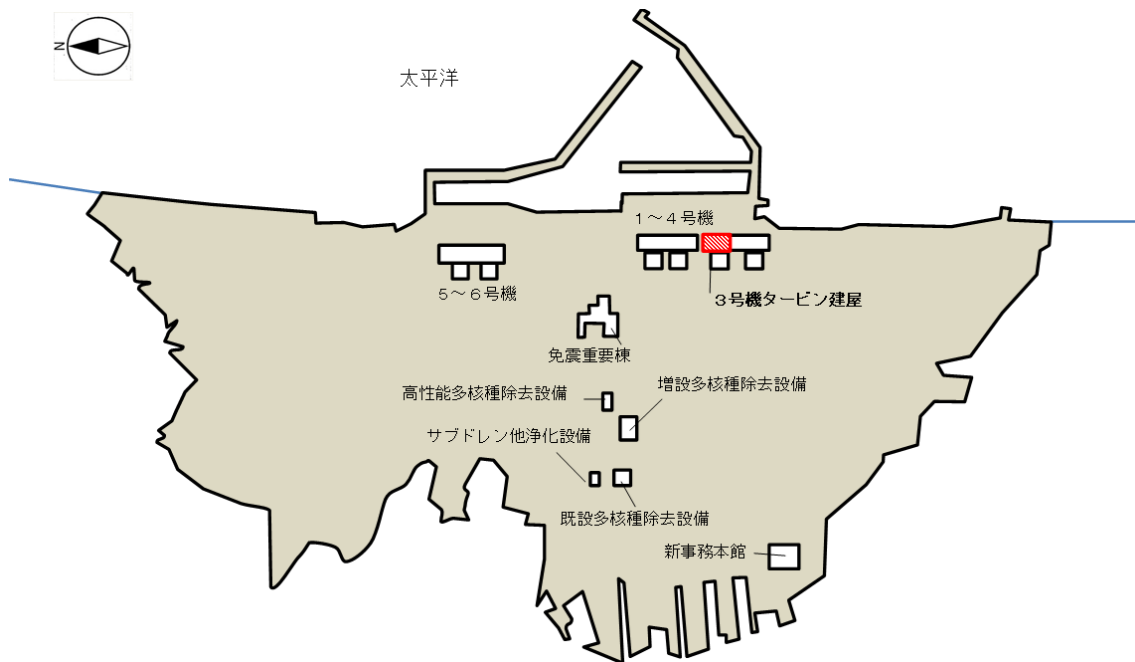 N
太平洋
1～4号機
5～6号機
3号機タービン建屋
免震重要棟
高性能多核種除去設備
増設多核種除去設備
サブドレン他浄化設備
既設多核種除去設備
新事務本館